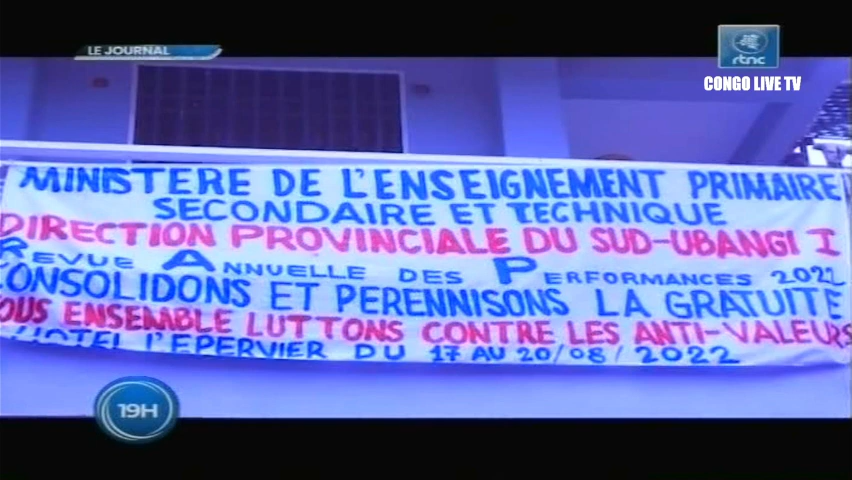 LE JOURNAL
rtnc
CONGO LIVE TV
MINISTERE DE L'ENSEIGNEMENT PRIMAIRE
SECONDAIRE ET TECHNIQUE
DIRECTION PROVINCIALE DU SUD-UBANGI I
REVUE ANNUELLE DES PERFORMANCES 2022
CONSOLIDONS ET PERENNISONS LA GRATUITE
OUS ENSEMBLE LUTTONS CONTRE LES ANTI-VALEURS
L'EPERVIER DU 17 AU 20/08/2022
19H